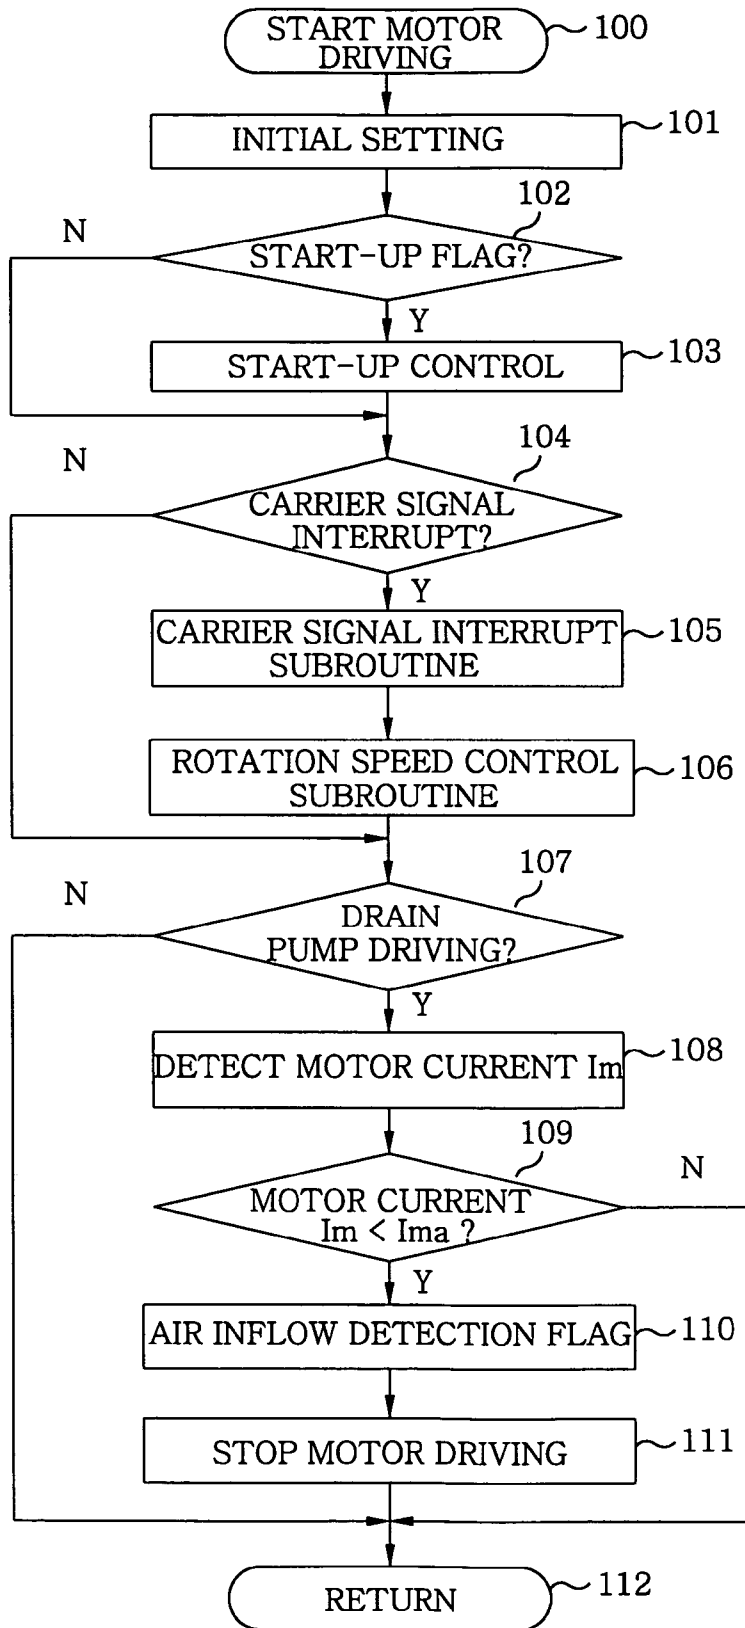 START MOTOR
DRIVING
100
INITIAL SETTING
101
102
N
START-UP FLAG?
Y
START-UP CONTROL
103
104
N
CARRIER SIGNAL
INTERRUPT?
Y
CARRIER SIGNAL INTERRUPT
SUBROUTINE
105
ROTATION SPEED CONTROL
SUBROUTINE
106
107
N
DRAIN
PUMP DRIVING?
Y
DETECT MOTOR CURRENT Im
108
109
N
MOTOR CURRENT
Im < Ima ?
Y
AIR INFLOW DETECTION FLAG
110
STOP MOTOR DRIVING
111
RETURN
112